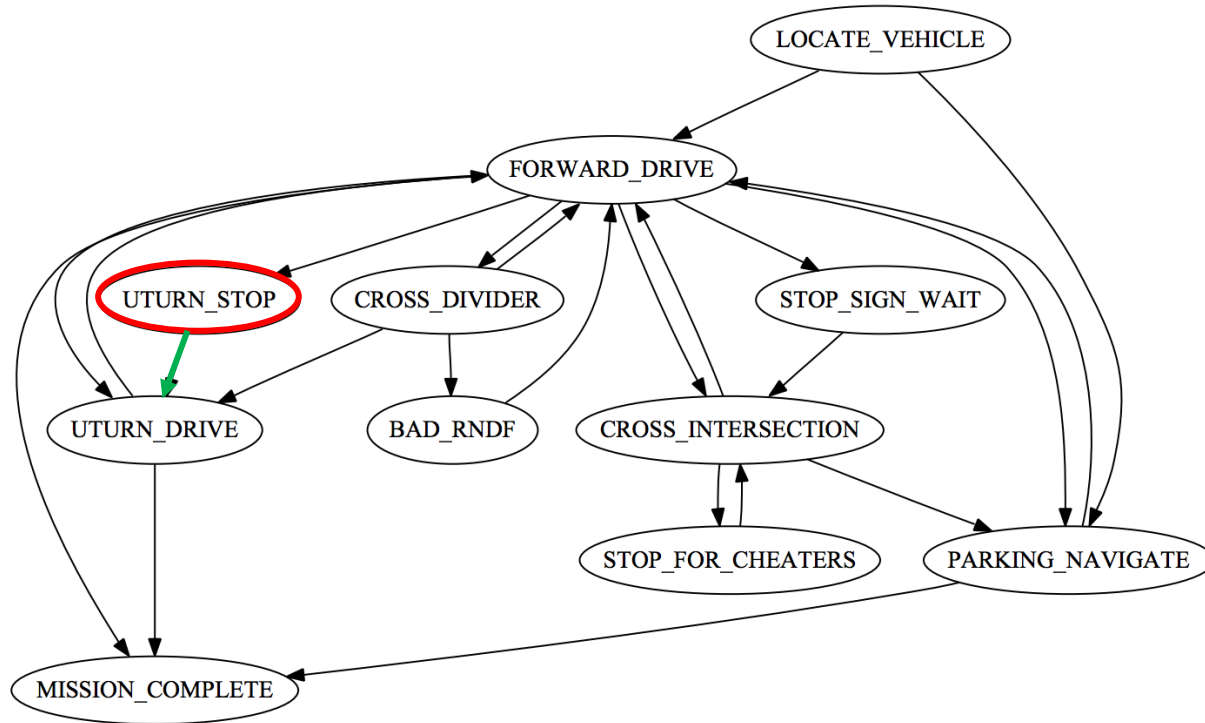 LOCATE_VEHICLE
FORWARD_DRIVE
UTURN_STOP
CROSS_DIVIDER
STOP_SIGN_WAIT
UTURN_DRIVE
BAD_RNDF
CROSS_INTERSECTION
STOP_FOR_CHEATERS
PARKING_NAVIGATE
MISSION_COMPLETE